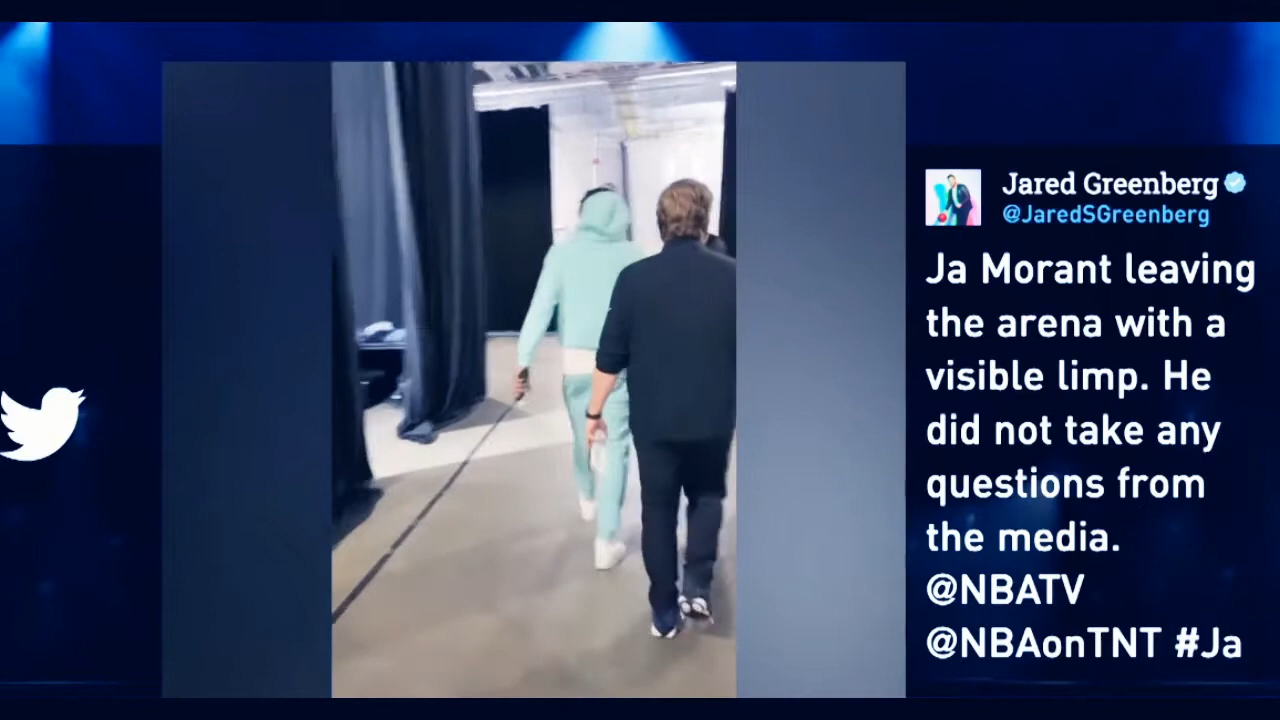 Jared Greenberg
@JaredSGreenberg
Ja Morant leaving
the arena with a
visible limp. He
did not take any
questions from
the media.
@NBATV
@NBAonTNT #Ja